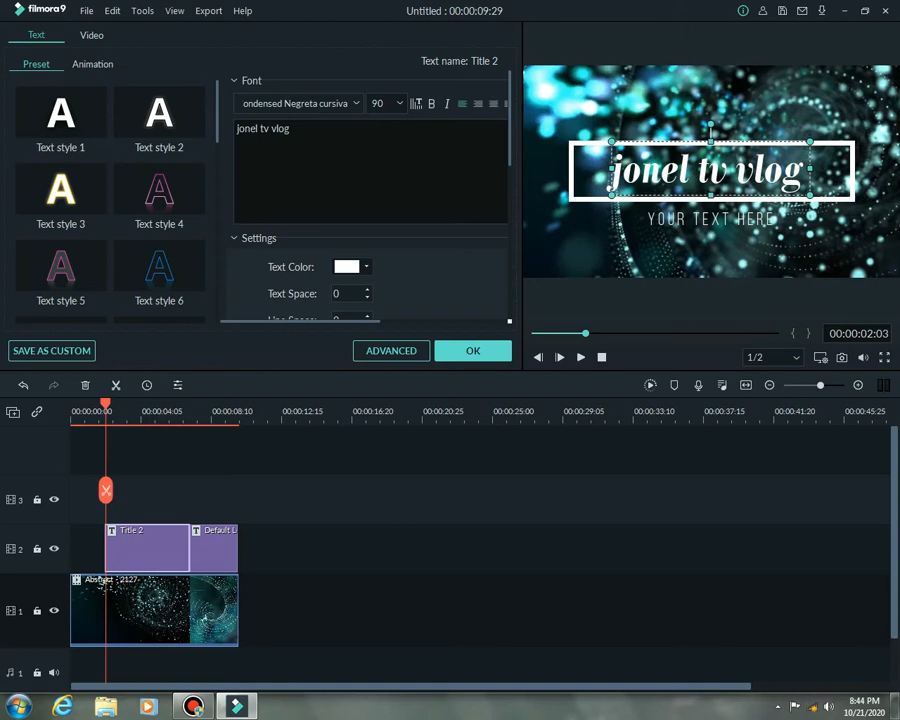 filmora9 File Edit Tools View Export Help Untitled : 00:00:09:29
Text Video
Preset Animation Text name: Title 2
Font
ondensed Negreta cursiva 90 B I
jonel tv vlog
A A
Text style 1 Text style 2
A A
Text style 3 Text style 4
A A
Text style 5 Text style 6
Settings
Text Color:
Text Space: 0
Line Space: 0
SAVE AS CUSTOM ADVANCED OK
jonel tv vlog
YOUR TEXT HERE
00:00:02:03
1/2
00:00:00:00 00:00:04:05 00:00:08:10 00:00:12:15 00:00:16:20 00:00:20:25 00:00:25:00 00:00:29:05 00:00:33:10 00:00:37:15 00:00:41:20 00:00:45:25
3
2 T Title 2 T Default L
1 Abstract - 2127-
1
8:44 PM
10/21/2020